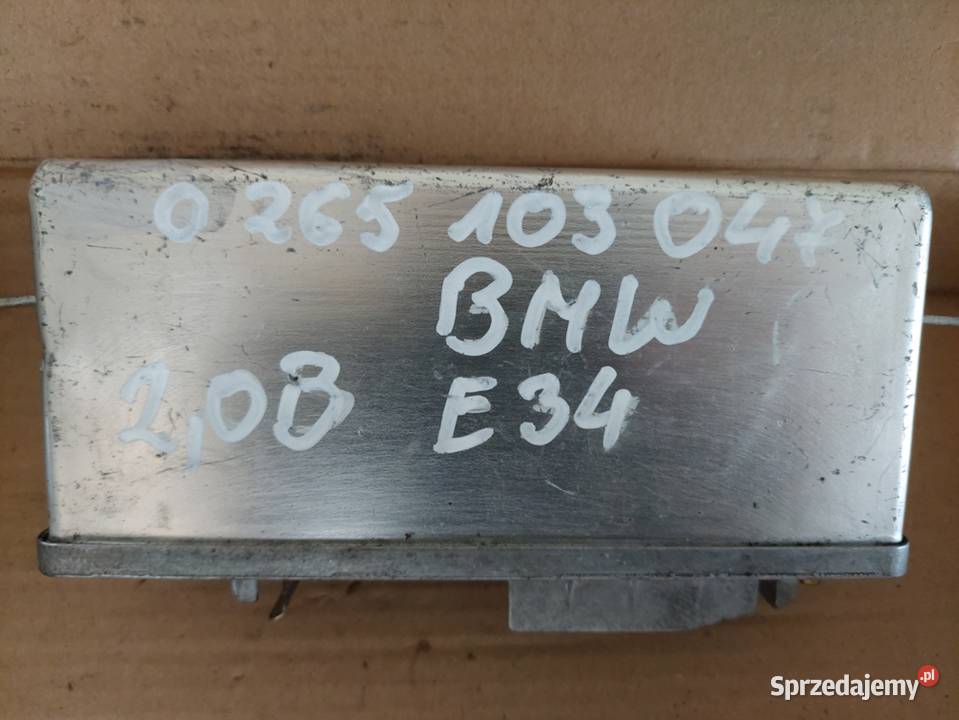 0 265 103 047
BMW
2,0B E34
Sprzedajemy.pl